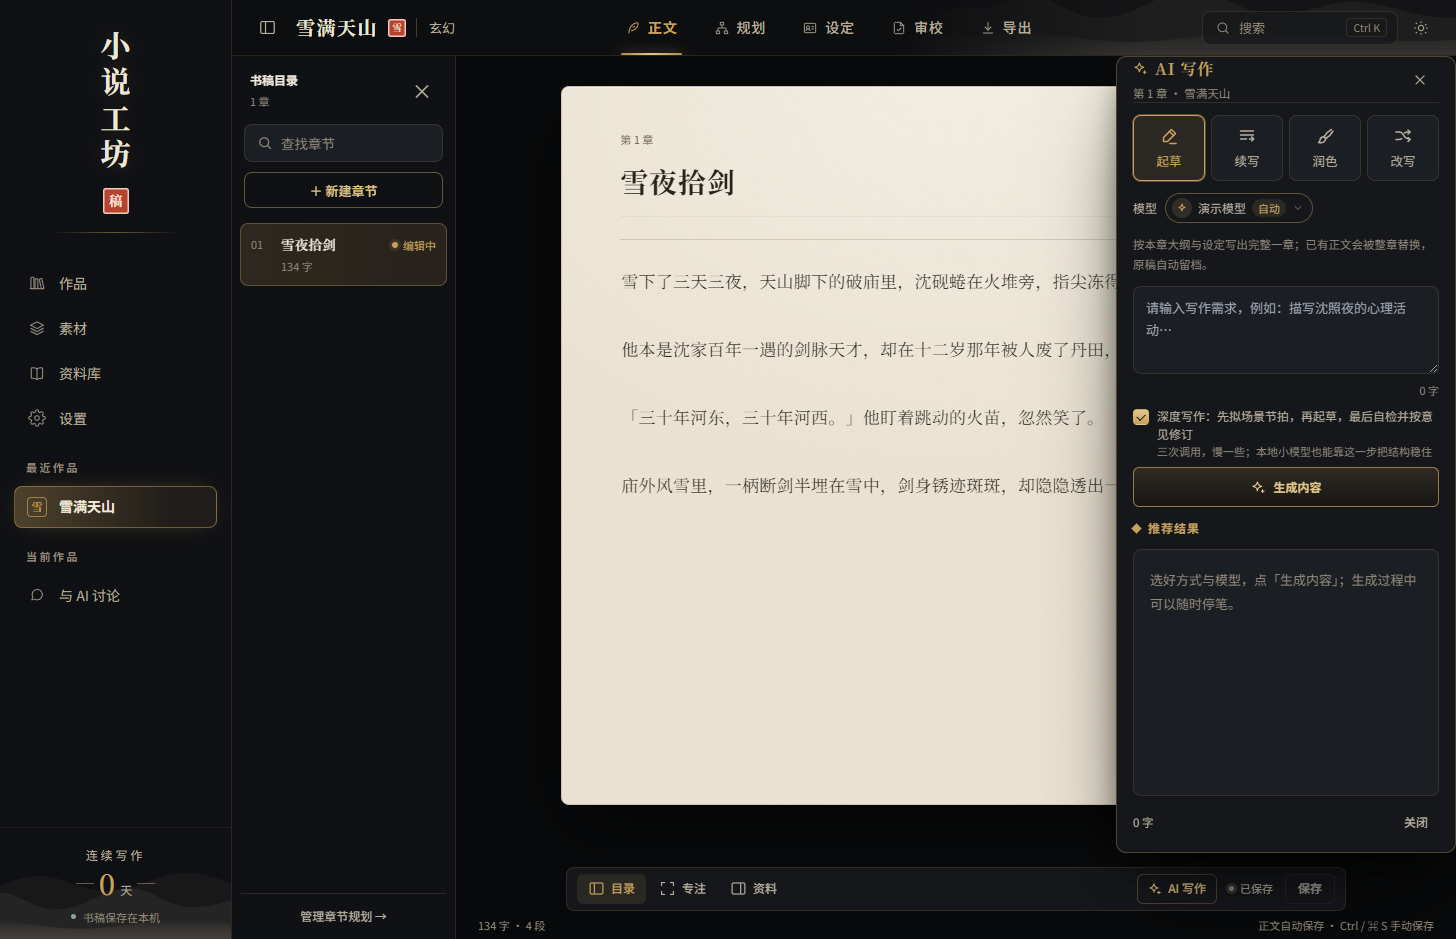 小说工坊
稿
作品
素材
资料库
设置
最近作品
雪
雪满天山
当前作品
与 AI 讨论
连续写作
0 天
书稿保存在本机
雪满天山
雪
玄幻
正文
规划
设定
审校
导出
搜索
Ctrl K
书稿目录
1 章
查找章节
新建章节
01
雪夜拾剑
编辑中
134 字
管理章节规划 →
第 1 章
雪夜拾剑
雪下了三天三夜，天山脚下的破庙里，沈砚蜷在火堆旁，指尖冻得
他本是沈家百年一遇的剑脉天才，却在十二岁那年被人废了丹田，
「三十年河东，三十年河西。」他盯着跳动的火苗，忽然笑了。
庙外风雪里，一柄断剑半埋在雪中，剑身锈迹斑斑，却隐隐透出一
AI 写作
第 1 章 · 雪满天山
起草
续写
润色
改写
模型
演示模型
自动
按本章大纲与设定写出完整一章；已有正文会被整章替换，
原稿自动留档。
请输入写作需求，例如：描写沈照夜的心理活
动…
0 字
深度写作：先拟场景节拍，再起草，最后自检并按意
见修订
三次调用，慢一些；本地小模型也能靠这一步把结构稳住
生成内容
推荐结果
选好方式与模型，点「生成内容」；生成过程中
可以随时停笔。
0 字
关闭
目录
专注
资料
AI 写作
已保存
保存
134 字 · 4 段
正文自动保存 · Ctrl / ⌘ S 手动保存